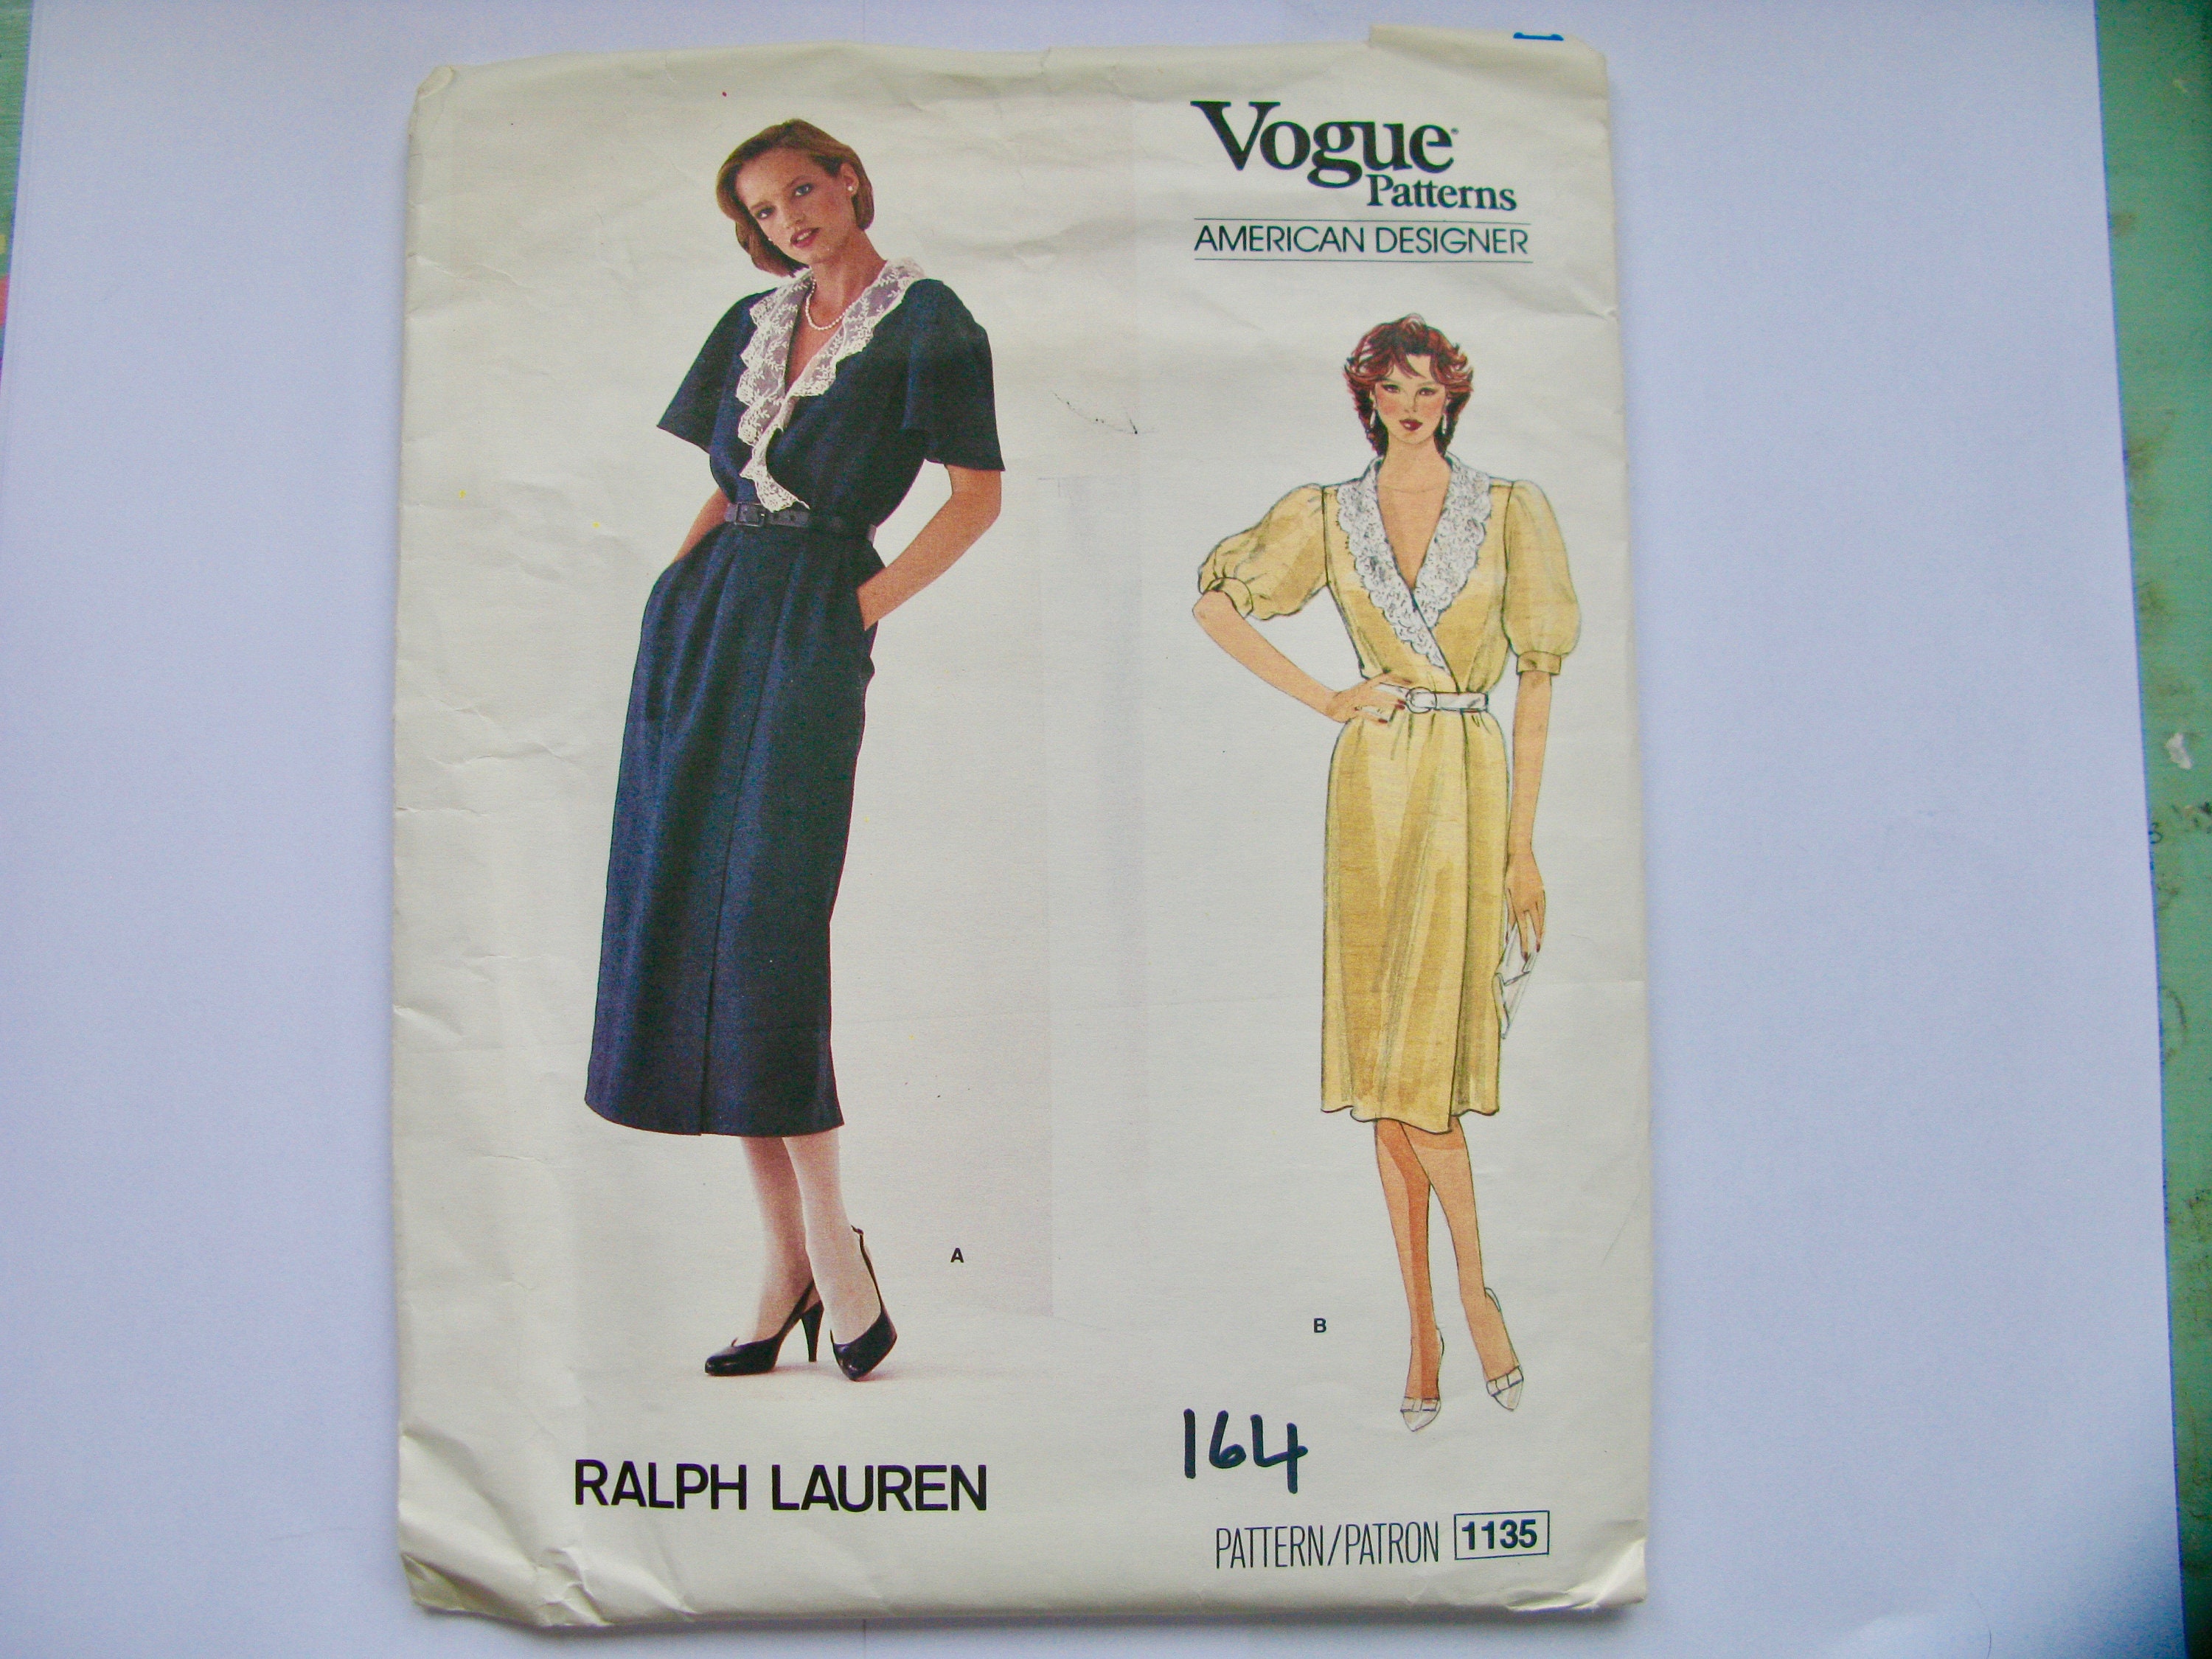 Vogue
Patterns
AMERICAN DESIGNER
A
B
164
RALPH LAUREN
PATTERN/PATRON 1135